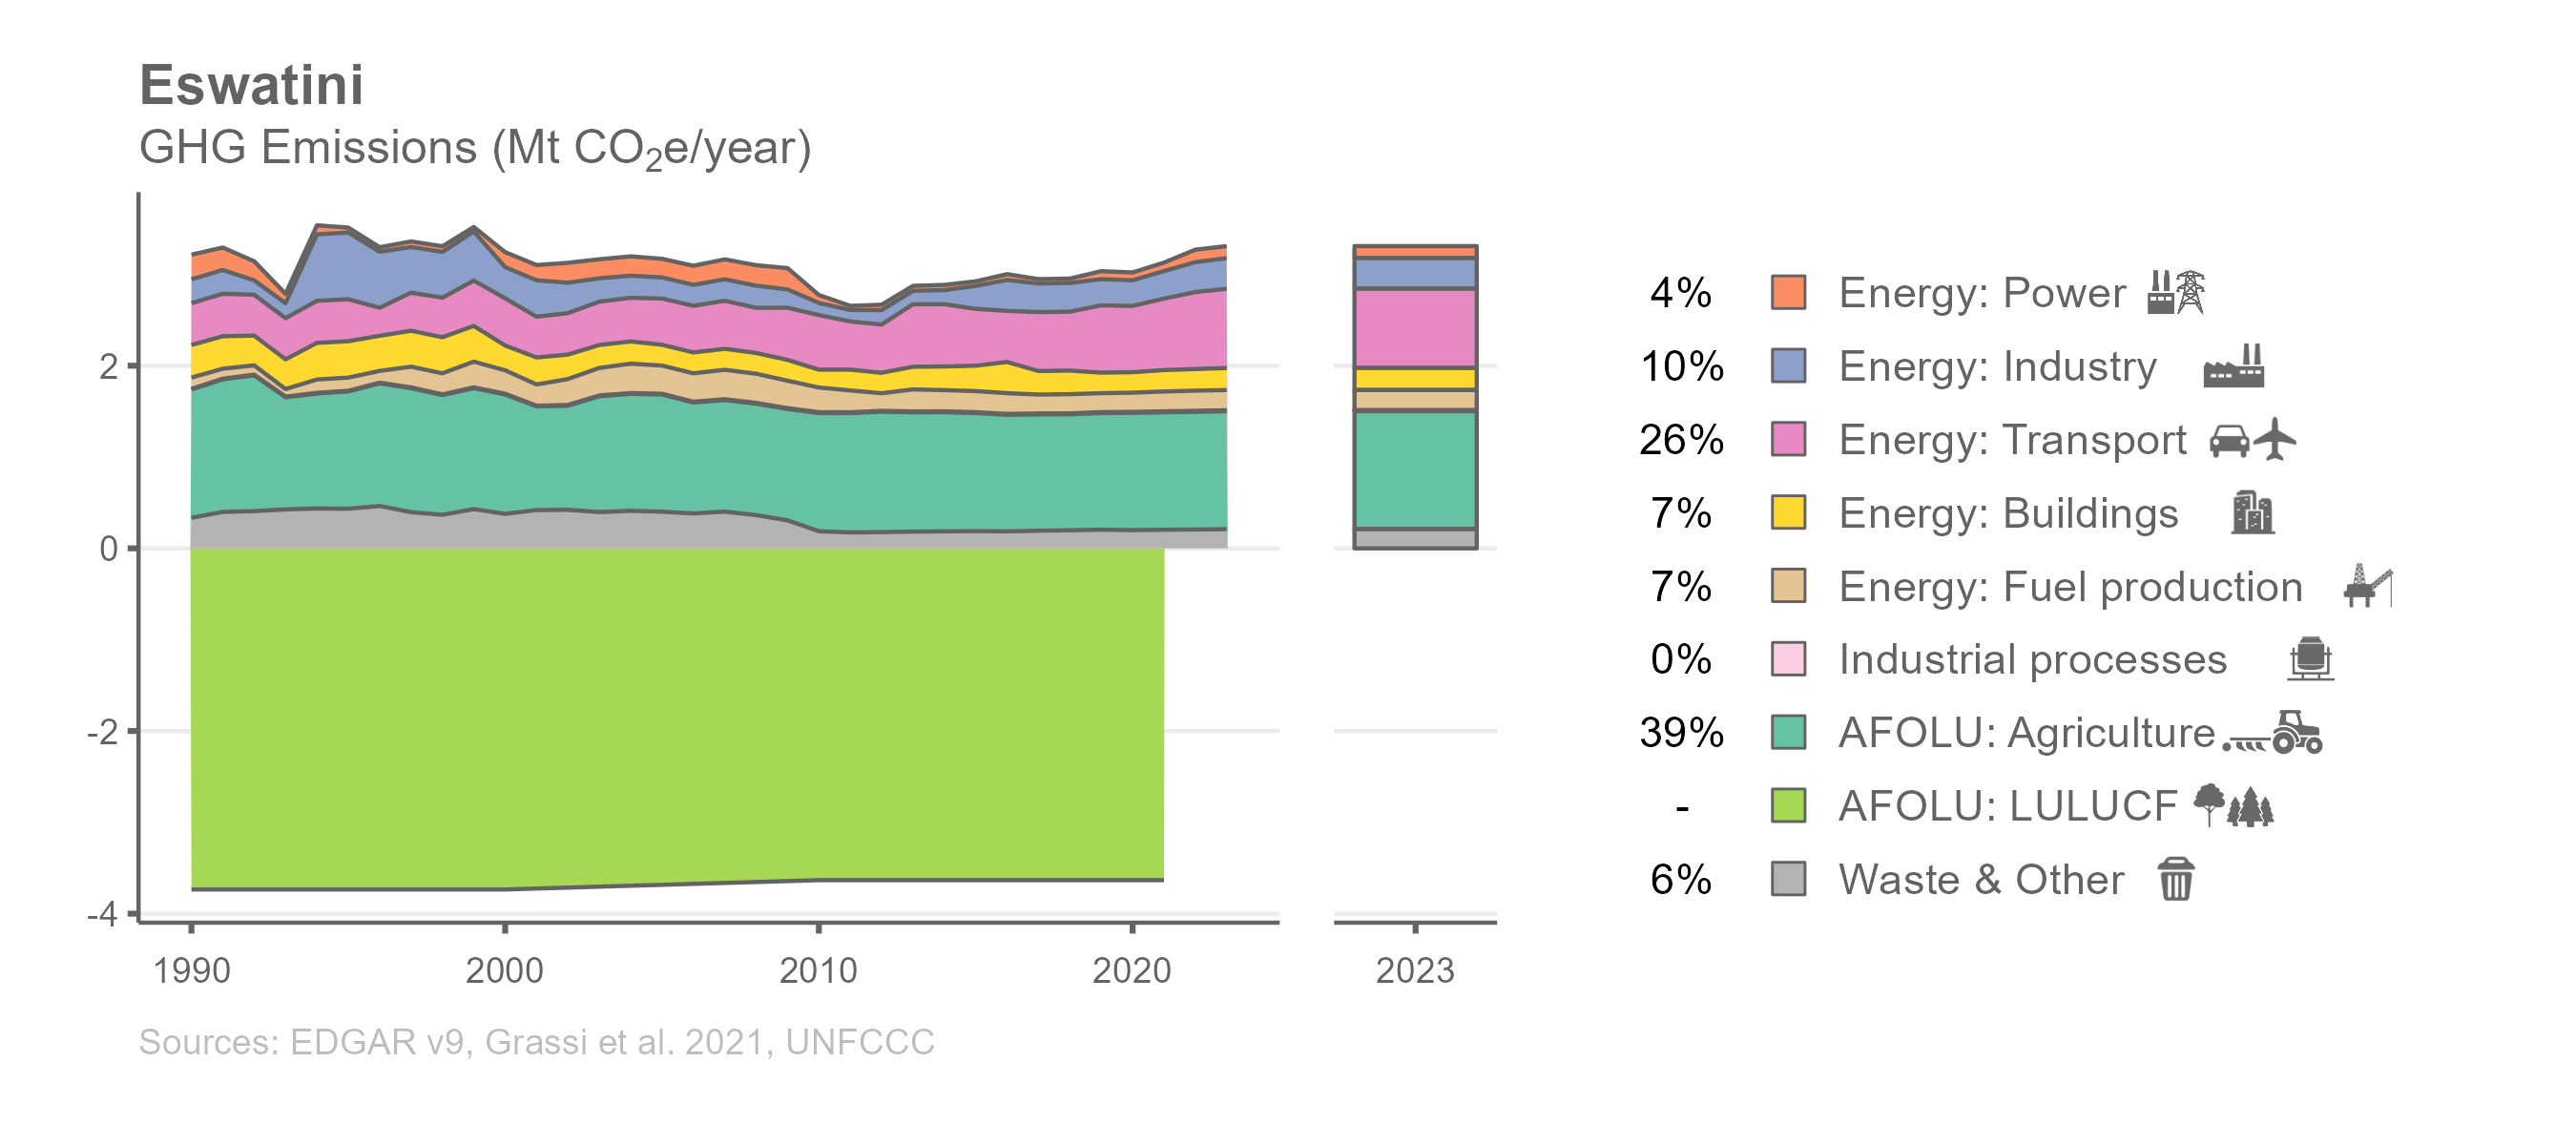 Eswatini
GHG Emissions (Mt CO₂e/year)
2
0
-2
-4
1990 2000 2010 2020 2023
4% Energy: Power
10% Energy: Industry
26% Energy: Transport
7% Energy: Buildings
7% Energy: Fuel production
0% Industrial processes
39% AFOLU: Agriculture
- AFOLU: LULUCF
6% Waste & Other
Sources: EDGAR v9, Grassi et al. 2021, UNFCCC